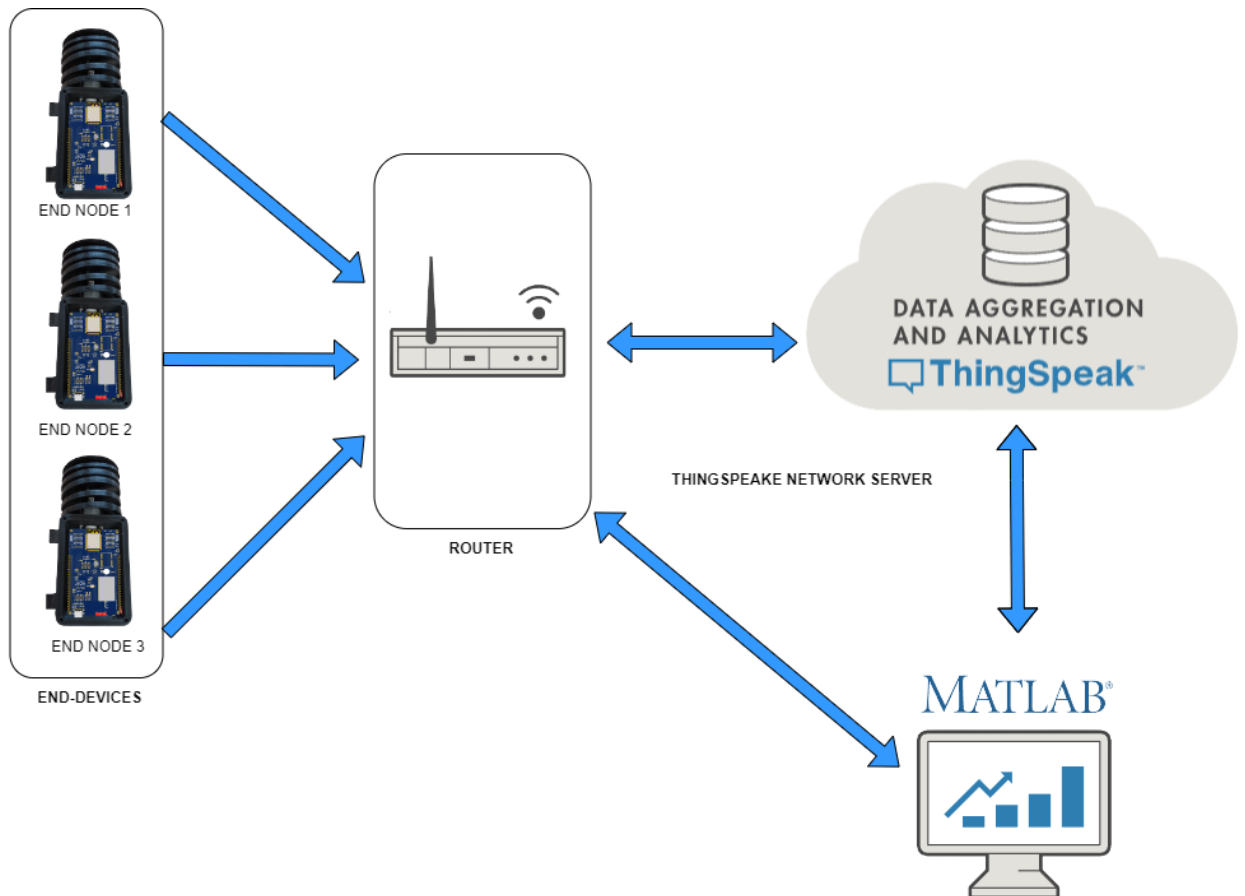 END NODE 1
END NODE 2
END NODE 3
END-DEVICES
ROUTER
DATA AGGREGATION
AND ANALYTICS
ThingSpeak™
THINGSPEAKE NETWORK SERVER
MATLAB®